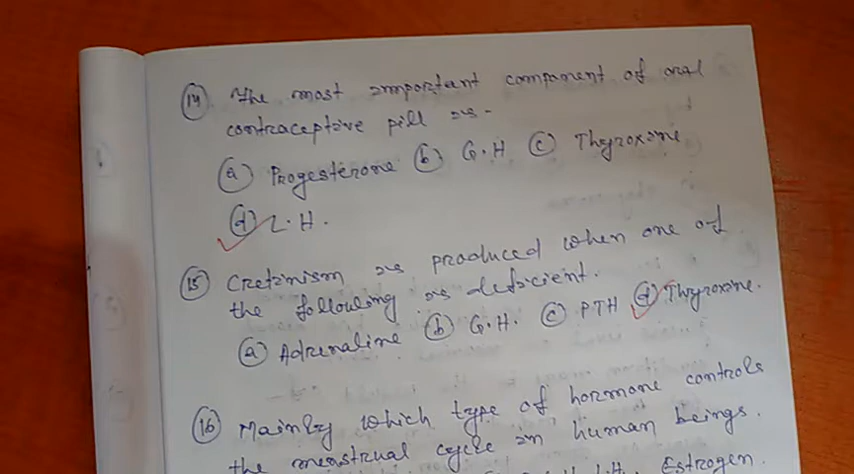 (14) The most important component of oral
contraceptive pill is -
(a) Progesterone (b) G.H (c) Thyroxine
(d) L.H.
(15) Cretinism is produced when one of
the following is deficient.
(a) Adrenaline (b) G.H. (c) PTH (d) Thyroxine.
(16) Mainly which type of hormone controls
the menstrual cycle in human beings.
Estrogen.